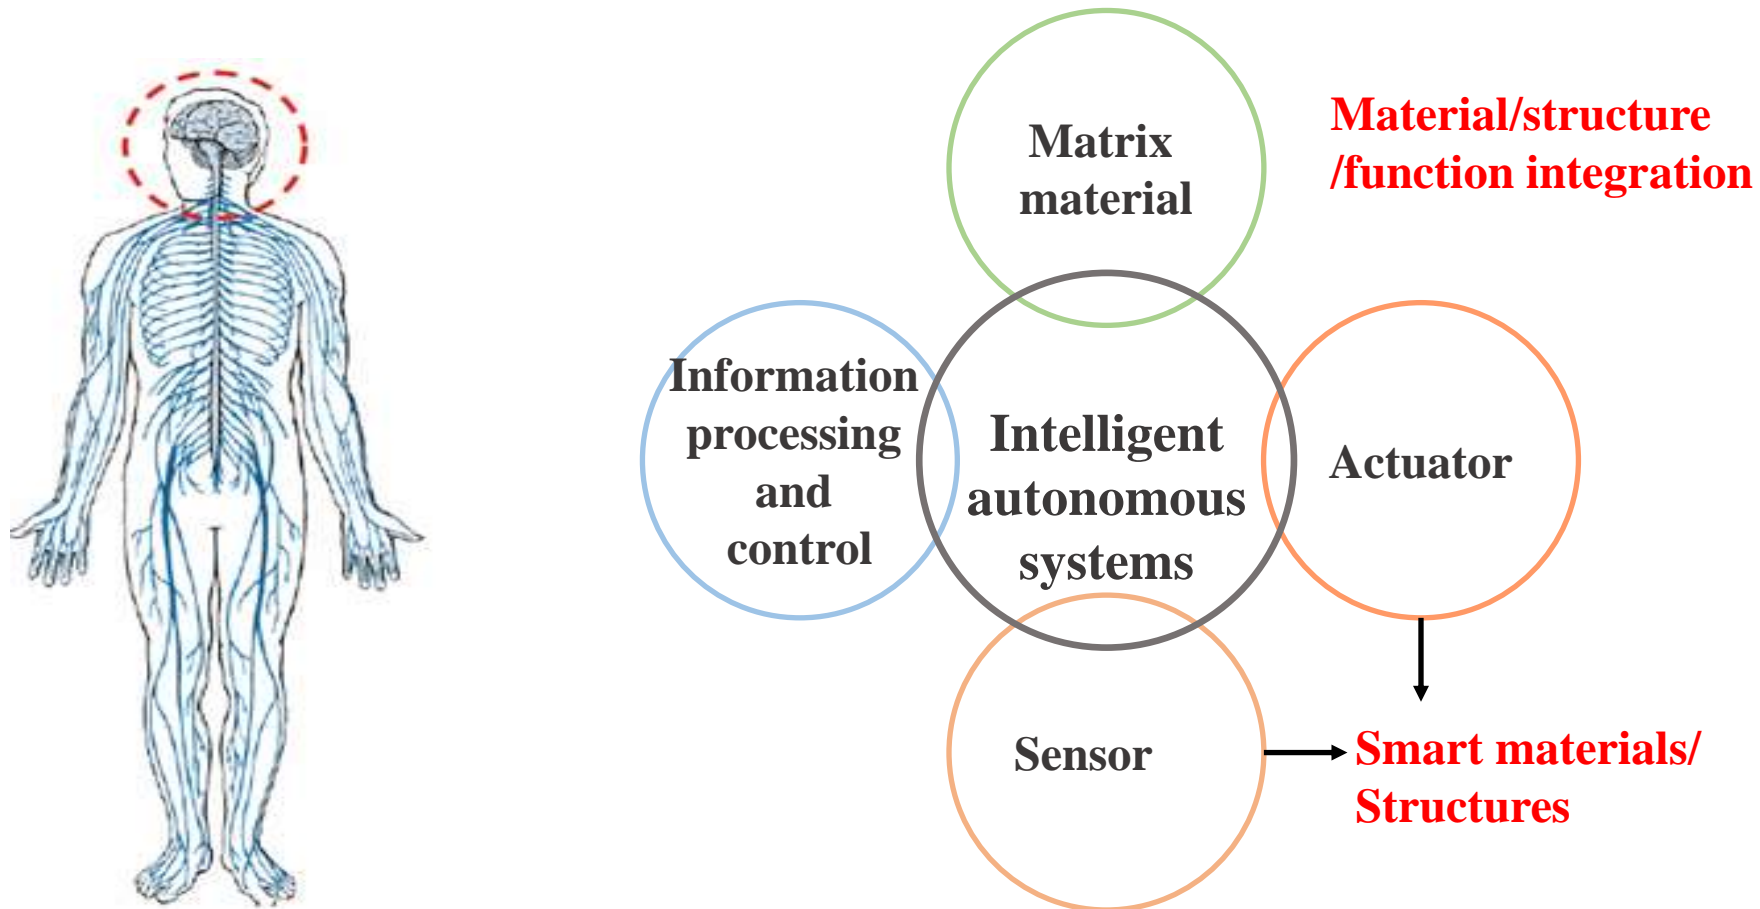 Matrix
material
Material/structure
/function integration
Information
processing
and
control
Intelligent
autonomous
systems
Actuator
Sensor
Smart materials/
Structures